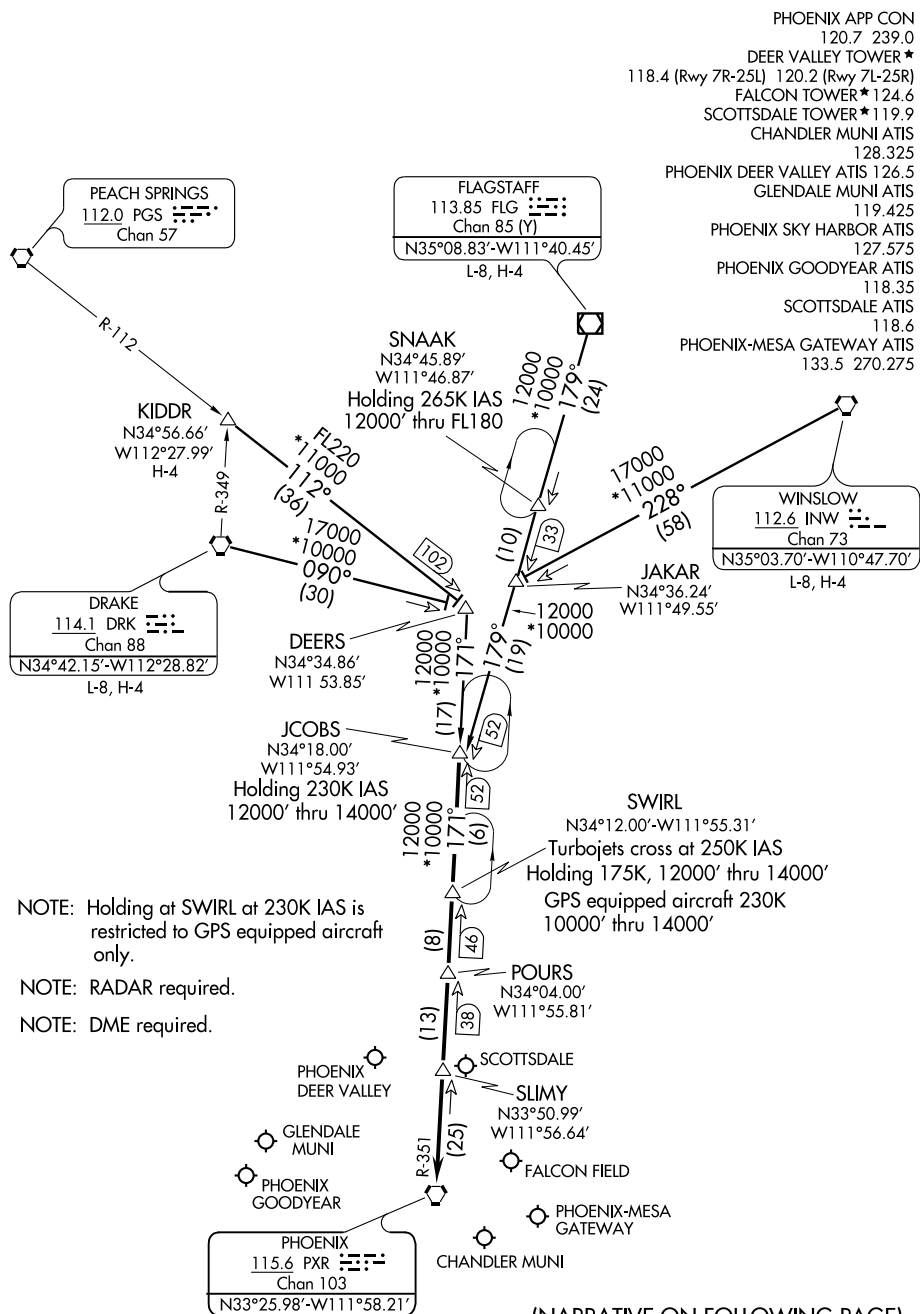 PHOENIX APP CON
120.7 239.0
DEER VALLEY TOWER★
118.4 (Rwy 7R-25L) 120.2 (Rwy 7L-25R)
FALCON TOWER★ 124.6
SCOTTSDALE TOWER★ 119.9
CHANDLER MUNI ATIS
128.325
PHOENIX DEER VALLEY ATIS 126.5
GLENDALE MUNI ATIS
119.425
PHOENIX SKY HARBOR ATIS
127.575
PHOENIX GOODYEAR ATIS
118.35
SCOTTSDALE ATIS
118.6
PHOENIX-MESA GATEWAY ATIS
133.5 270.275
PEACH SPRINGS
112.0 PGS
Chan 57
FLAGSTAFF
113.85 FLG
Chan 85 (Y)
N35°08.83′-W111°40.45′
L-8, H-4
R-112
SNAAK
N34°45.89′
W111°46.87′
Holding 265K IAS
12000′ thru FL180
12000
*10000
179°
(24)
KIDDR
N34°56.66′
W112°27.99′
H-4
R-349
FL220
*11000
112°
(36)
102
17000
*10000
090°
(30)
17000
*11000
228°
(58)
WINSLOW
112.6 INW
Chan 73
N35°03.70′-W110°47.70′
L-8, H-4
(10)
33
JAKAR
N34°36.24′
W111°49.55′
DRAKE
114.1 DRK
Chan 88
N34°42.15′-W112°28.82′
L-8, H-4
DEERS
N34°34.86′
W111 53.85′
12000
*10000
171°
(17)
179°
(19)
12000
*10000
52
JCOBS
N34°18.00′
W111°54.93′
Holding 230K IAS
12000′ thru 14000′
52
12000
*10000
171°
(6)
SWIRL
N34°12.00′-W111°55.31′
Turbojets cross at 250K IAS
Holding 175K, 12000′ thru 14000′
GPS equipped aircraft 230K
10000′ thru 14000′
NOTE: Holding at SWIRL at 230K IAS is
restricted to GPS equipped aircraft
only.
NOTE: RADAR required.
NOTE: DME required.
(8)
46
POURS
N34°04.00′
W111°55.81′
(13)
38
PHOENIX
DEER VALLEY
SCOTTSDALE
SLIMY
N33°50.99′
W111°56.64′
GLENDALE
MUNI
R-351
(25)
FALCON FIELD
PHOENIX
GOODYEAR
PHOENIX-MESA
GATEWAY
CHANDLER MUNI
PHOENIX
115.6 PXR
Chan 103
N33°25.98′-W111°58.21′
(NARRATIVE ON FOLLOWING PAGE)